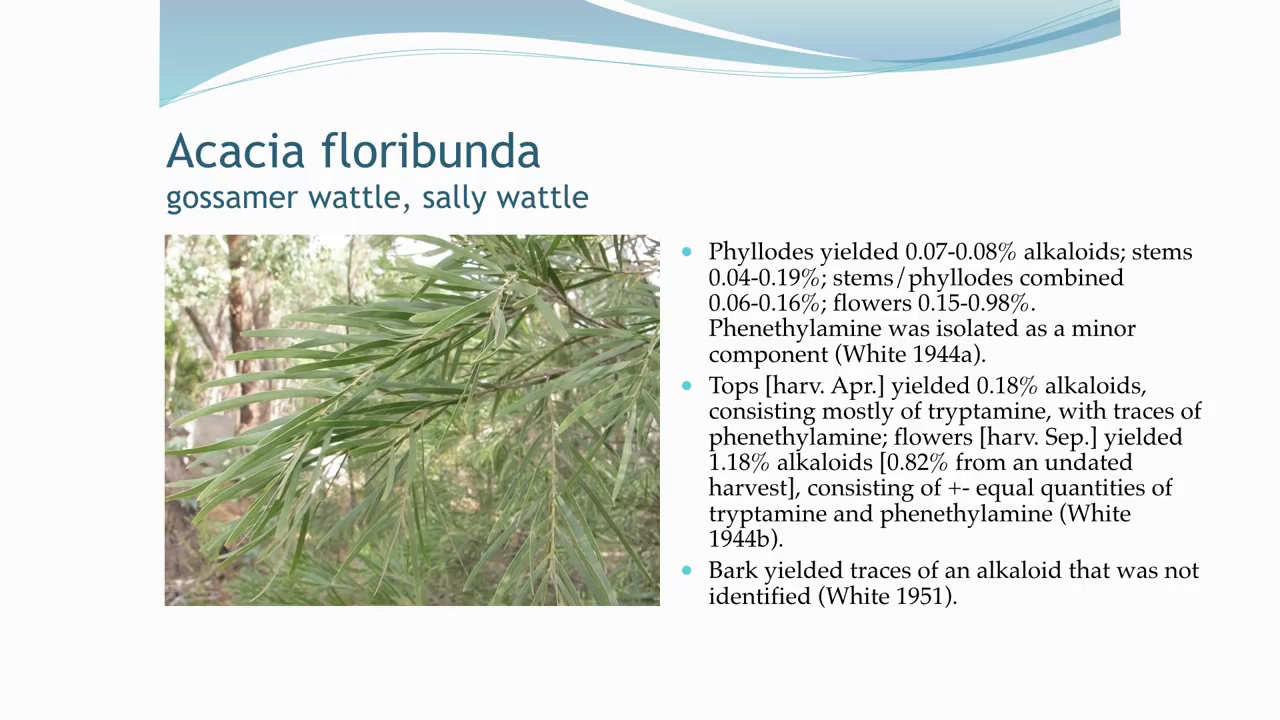 Acacia floribunda
gossamer wattle, sally wattle
• Phyllodes yielded 0.07-0.08% alkaloids; stems
0.04-0.19%; stems/phyllodes combined
0.06-0.16%; flowers 0.15-0.98%.
Phenethylamine was isolated as a minor
component (White 1944a).
• Tops [harv. Apr.] yielded 0.18% alkaloids,
consisting mostly of tryptamine, with traces of
phenethylamine; flowers [harv. Sep.] yielded
1.18% alkaloids [0.82% from an undated
harvest], consisting of +- equal quantities of
tryptamine and phenethylamine (White
1944b).
• Bark yielded traces of an alkaloid that was not
identified (White 1951).